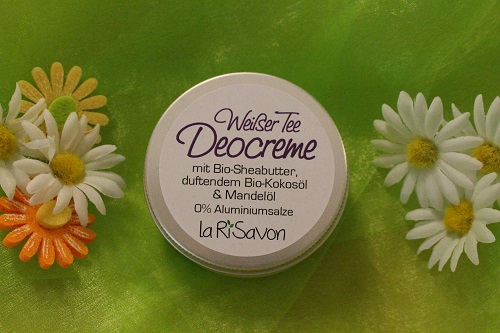 Weißer Tee
Deocreme
mit Bio-Sheabutter,
duftendem Bio-Kokosöl
& Mandelöl
0% Aluminiumsalze
la RiSavon